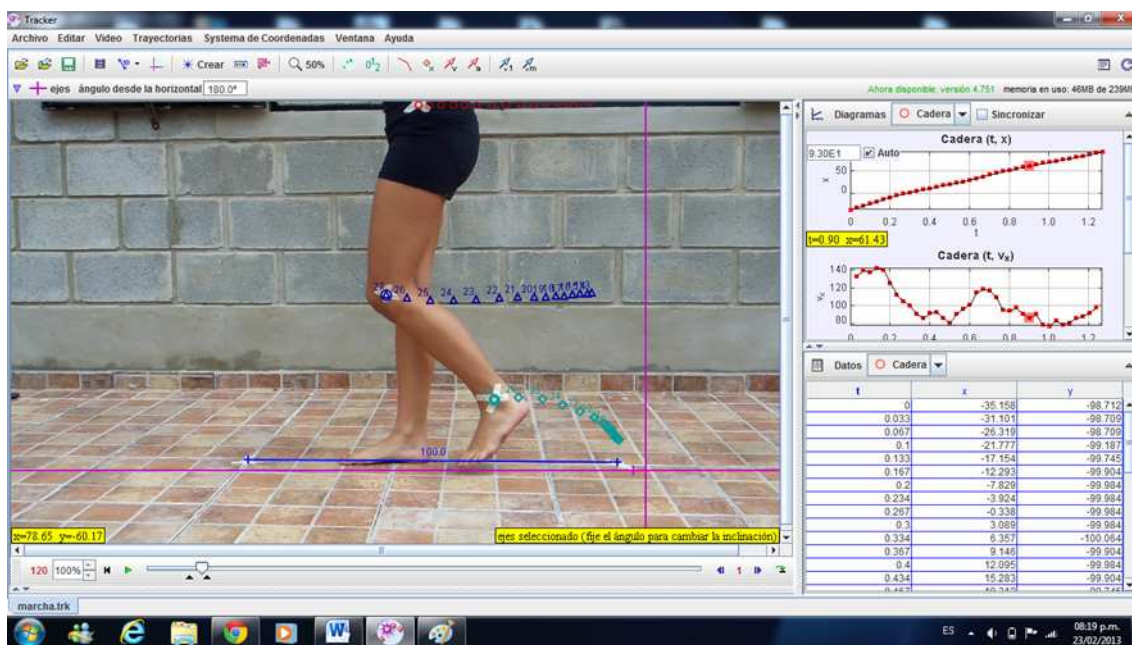 Tracker
Archivo Editar Video Trayectorias Systema de Coordenadas Ventana Ayuda
Crear 50%
ejes ángulo desde la horizontal 180.0°
Ahora disponible: versión 4.751 memoria en uso: 46MB de 239M
Diagramas Cadera Sincronizar
Cadera (t, x)
9.30E1 Auto
50
x
0
0 0.2 0.4 0.6 0.8 1.0 1.2
t
t=0.90 x=61.43
Cadera (t, vx)
140
120
vx
100
80
26 25 24 23 22 21
100.0
x=78.65 y=-60.17
ejes seleccionado (fije el ángulo para cambiar la inclinación)
120 100% 1
marcha.trk
Datos Cadera
t x y
0 -35.158 -98.712
0.033 -31.101 -98.709
0.067 -26.319 -98.709
0.1 -21.777 -99.187
0.133 -17.154 -99.745
0.167 -12.293 -99.904
0.2 -7.829 -99.984
0.234 -3.924 -99.984
0.267 -0.338 -99.984
0.3 3.089 -99.984
0.334 6.357 -100.064
0.367 9.146 -99.904
0.4 12.095 -99.984
0.434 15.283 -99.904
ES 08:19 p.m.
23/02/2013